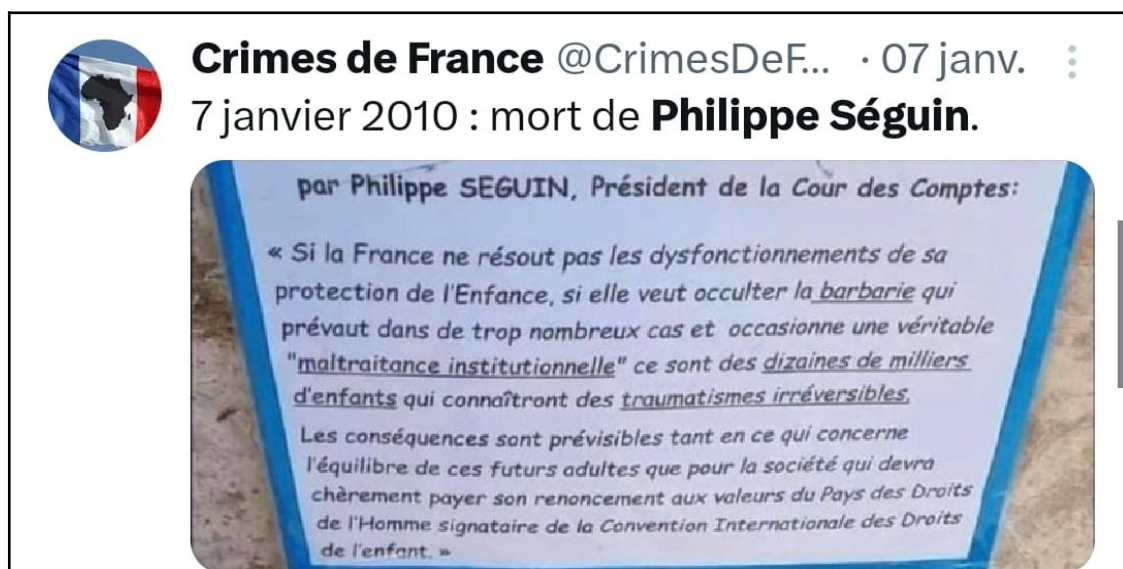 Crimes de France @CrimesDeF... · 07 janv.
7 janvier 2010 : mort de Philippe Séguin.
par Philippe SEGUIN, Président de la Cour des Comptes:
« Si la France ne résout pas les dysfonctionnements de sa
protection de l'Enfance, si elle veut occulter la barbarie qui
prévaut dans de trop nombreux cas et occasionne une véritable
"maltraitance institutionnelle" ce sont des dizaines de milliers
d'enfants qui connaîtront des traumatismes irréversibles.
Les conséquences sont prévisibles tant en ce qui concerne
l'équilibre de ces futurs adultes que pour la société qui devra
chèrement payer son renoncement aux valeurs du Pays des Droits
de l'Homme signataire de la Convention Internationale des Droits
de l'enfant. »